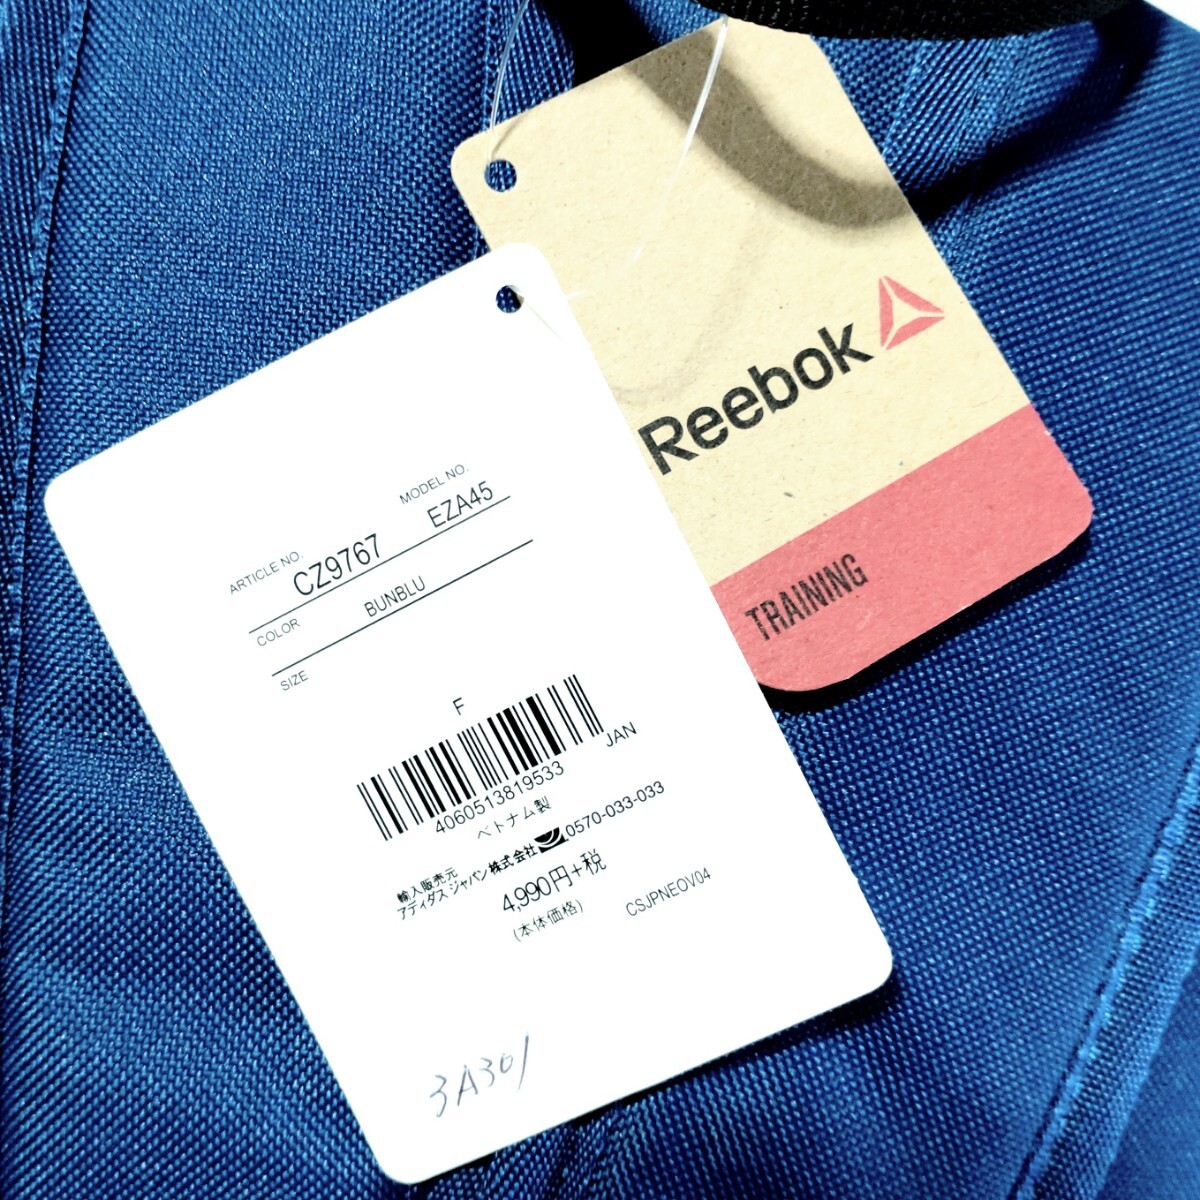 Reebok
TRAINING
ARTICLE NO. MODEL NO.
CZ9767 EZA45
COLOR BUNBLU
SIZE
F
JAN
4060513819533
ベトナム製
輸入販売元
アディダス ジャパン株式会社 0570-033-033
4,990円+税
(本体価格)
CSJPNEOV04
3A301